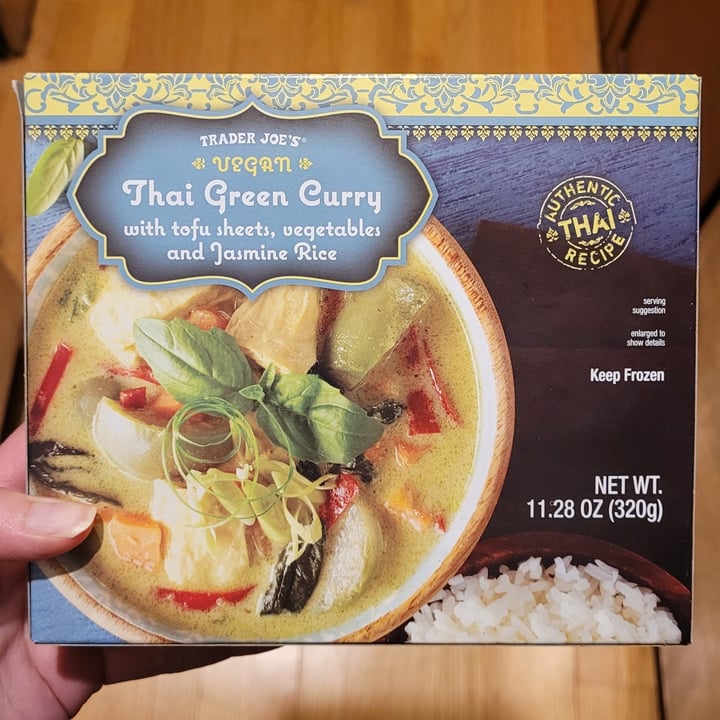 TRADER JOE'S®
VEGAN
Thai Green Curry
with tofu sheets, vegetables
and Jasmine Rice
AUTHENTIC
THAI
RECIPE
serving
suggestion
enlarged to
show details
Keep Frozen
NET WT.
11.28 OZ (320g)